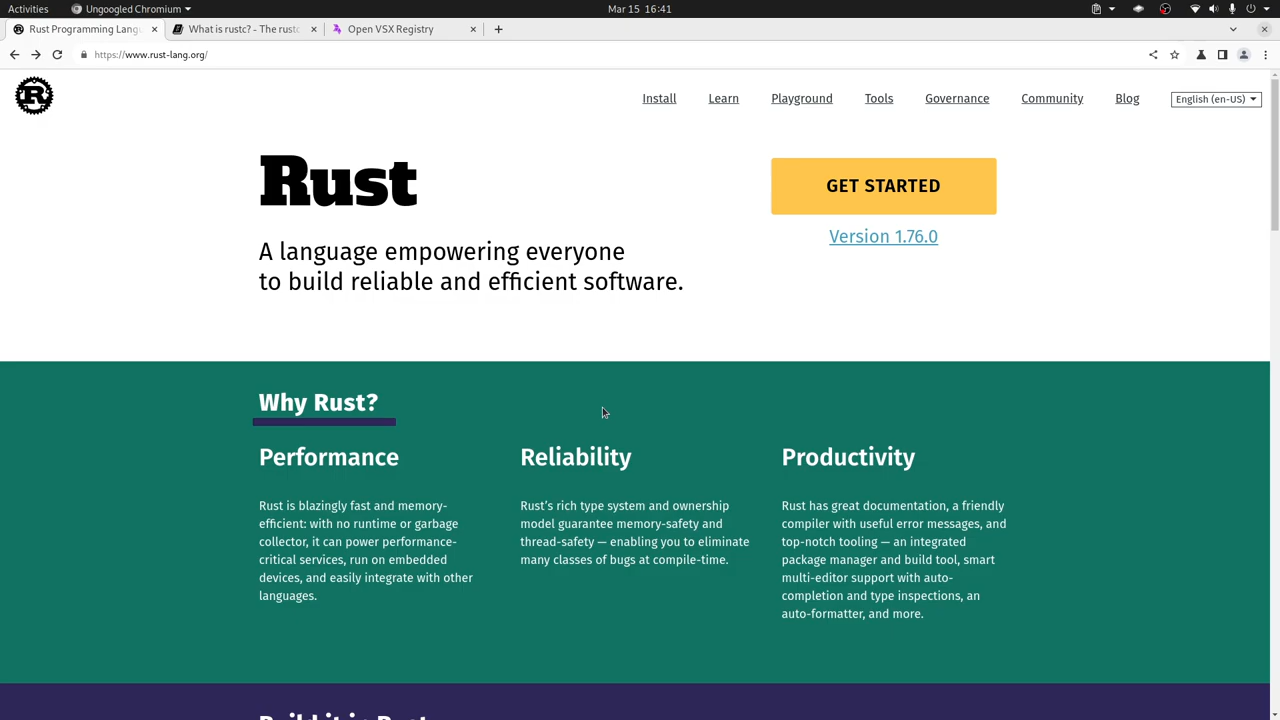 Activities
Ungoogled Chromium
Mar 15 16:41
Rust Programming Langu
What is rustc? - The rustc
Open VSX Registry
https://www.rust-lang.org/
R
Install
Learn
Playground
Tools
Governance
Community
Blog
English (en-US)
Rust
GET STARTED
Version 1.76.0
A language empowering everyone
to build reliable and efficient software.
Why Rust?
Performance
Rust is blazingly fast and memory-
efficient: with no runtime or garbage
collector, it can power performance-
critical services, run on embedded
devices, and easily integrate with other
languages.
Reliability
Rust’s rich type system and ownership
model guarantee memory-safety and
thread-safety — enabling you to eliminate
many classes of bugs at compile-time.
Productivity
Rust has great documentation, a friendly
compiler with useful error messages, and
top-notch tooling — an integrated
package manager and build tool, smart
multi-editor support with auto-
completion and type inspections, an
auto-formatter, and more.
Build it in Rust